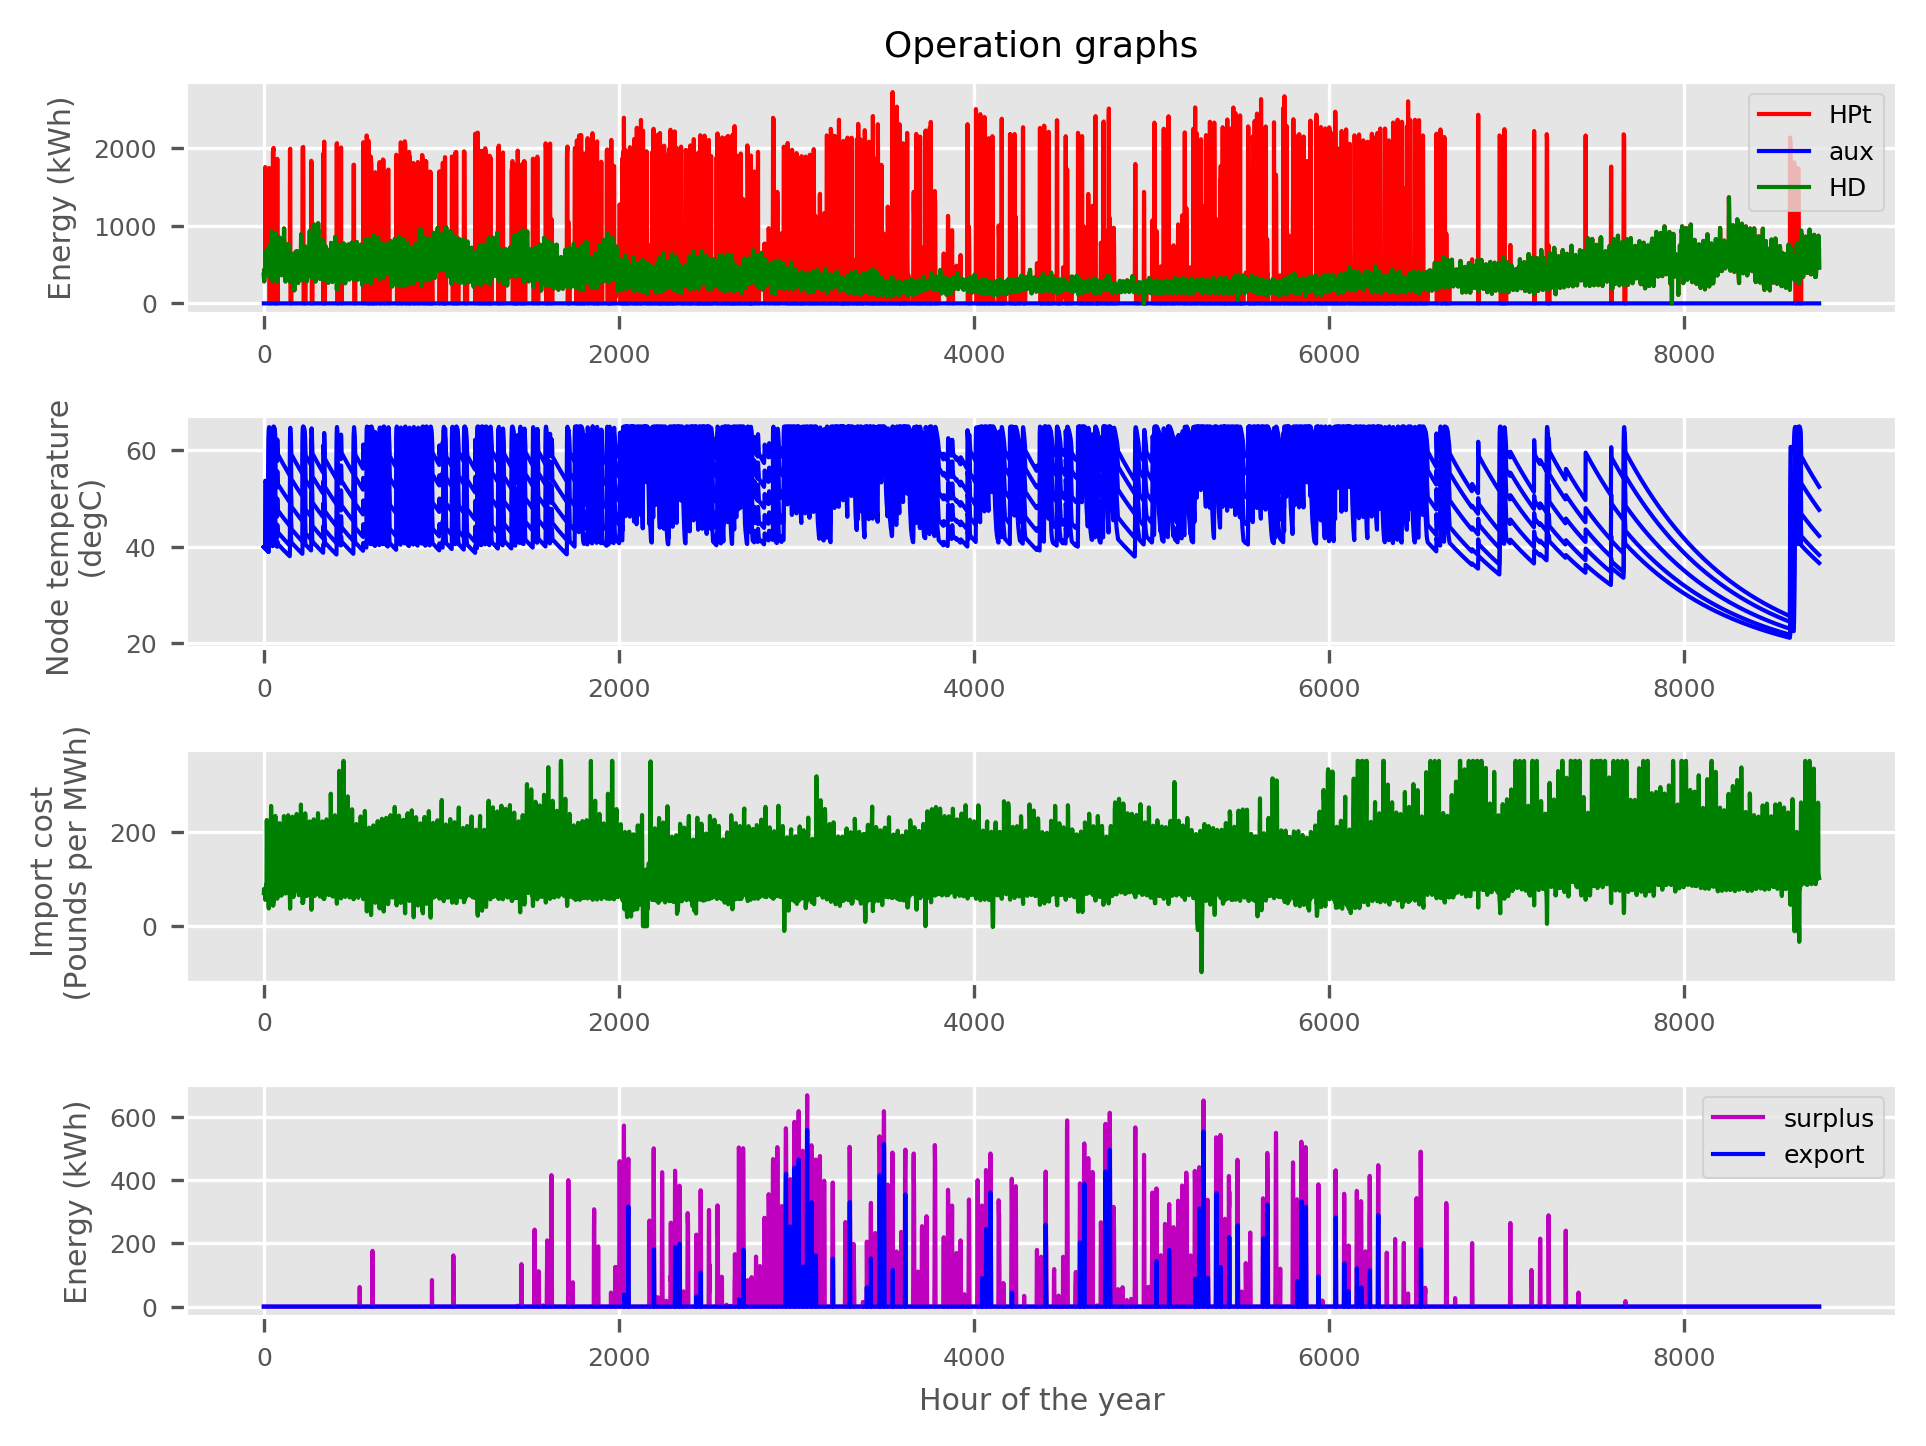 Operation graphs
Energy (kWh)
2000
1000
0
HPt
aux
HD
0 2000 4000 6000 8000
Node temperature
(degC)
60
40
20
0 2000 4000 6000 8000
Import cost
(Pounds per MWh)
200
0
0 2000 4000 6000 8000
Energy (kWh)
600
400
200
0
surplus
export
0 2000 4000 6000 8000
Hour of the year